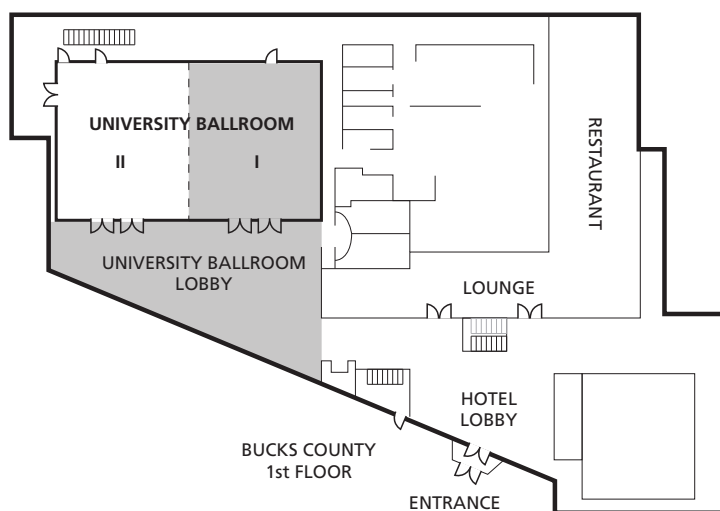 UNIVERSITY BALLROOM
II
I
UNIVERSITY BALLROOM
LOBBY
RESTAURANT
LOUNGE
HOTEL
LOBBY
BUCKS COUNTY
1st FLOOR
ENTRANCE